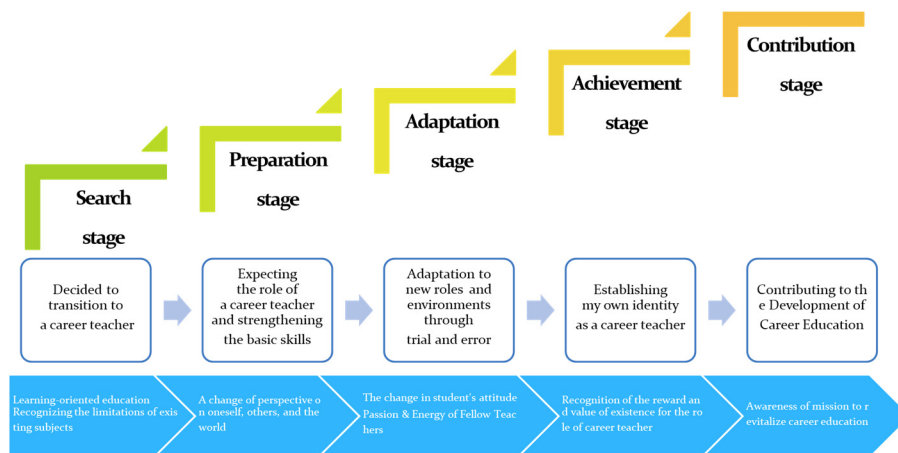 Search
stage
Preparation
stage
Adaptation
stage
Achievement
stage
Contribution
stage
Decided to
transition to
a career teacher
Expecting
the role of
a career teacher
and strengthening
the basic skills
Adaptation to
new roles and
environments
through
trial and error
Establishing
my own identity
as a career teacher
Contributing to th
e Development of
Career Education
Learning-oriented education
Recognizing the limitations of exis
ting subjects
A change of perspective o
n oneself, others, and the
world
The change in student's attitude
Passion & Energy of Fellow Teac
hers
Recognition of the reward an
d value of existence for the ro
le of career teacher
Awareness of mission to r
evitalize career education